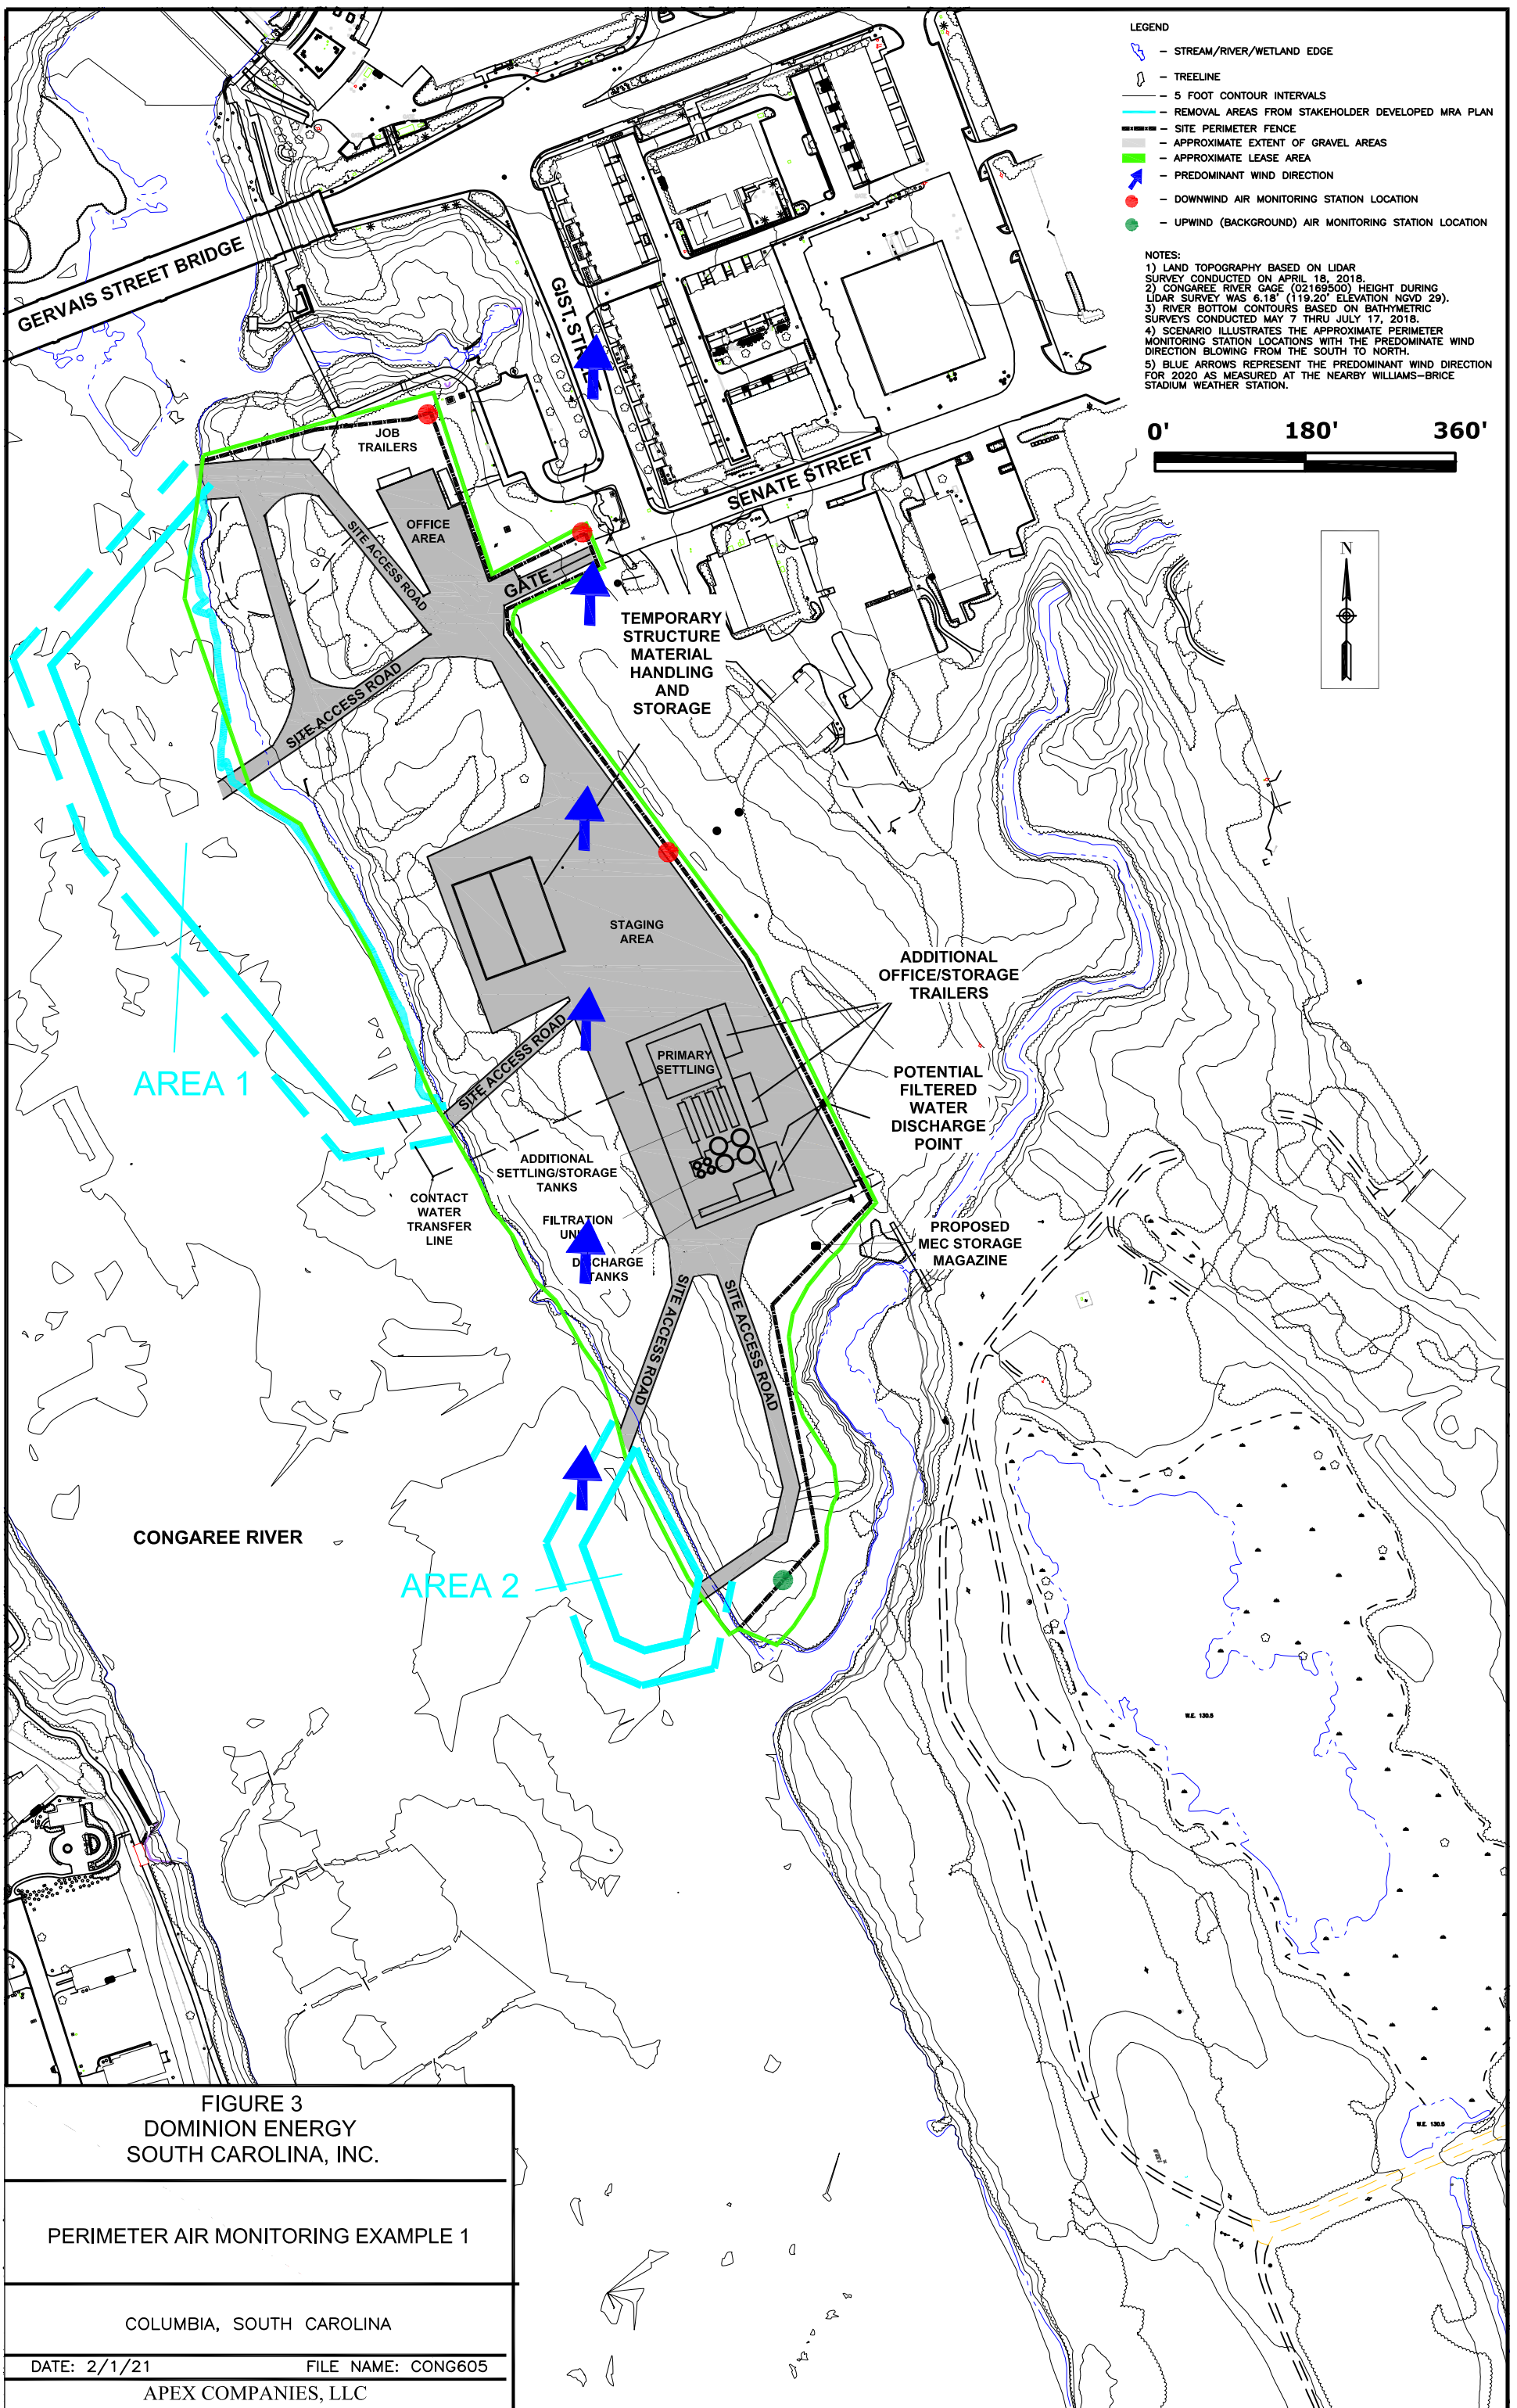 LEGEND
– STREAM/RIVER/WETLAND EDGE
– TREELINE
– 5 FOOT CONTOUR INTERVALS
– REMOVAL AREAS FROM STAKEHOLDER DEVELOPED MRA PLAN
– SITE PERIMETER FENCE
– APPROXIMATE EXTENT OF GRAVEL AREAS
– APPROXIMATE LEASE AREA
– PREDOMINANT WIND DIRECTION
– DOWNWIND AIR MONITORING STATION LOCATION
– UPWIND (BACKGROUND) AIR MONITORING STATION LOCATION
NOTES:
1) LAND TOPOGRAPHY BASED ON LIDAR
SURVEY CONDUCTED ON APRIL 18, 2018.
2) CONGAREE RIVER GAGE (02169500) HEIGHT DURING
LIDAR SURVEY WAS 6.18' (119.20' ELEVATION NGVD 29).
3) RIVER BOTTOM CONTOURS BASED ON BATHYMETRIC
SURVEYS CONDUCTED MAY 7 THRU JULY 17, 2018.
4) SCENARIO ILLUSTRATES THE APPROXIMATE PERIMETER
MONITORING STATION LOCATIONS WITH THE PREDOMINATE WIND
DIRECTION BLOWING FROM THE SOUTH TO NORTH.
5) BLUE ARROWS REPRESENT THE PREDOMINANT WIND DIRECTION
FOR 2020 AS MEASURED AT THE NEARBY WILLIAMS–BRICE
STADIUM WEATHER STATION.
0' 180' 360'
N
GERVAIS STREET BRIDGE
GIST. ST
SENATE STREET
JOB
TRAILERS
OFFICE
AREA
SITE ACCESS ROAD
GATE
SITE ACCESS ROAD
TEMPORARY
STRUCTURE
MATERIAL
HANDLING
AND
STORAGE
STAGING
AREA
ADDITIONAL
OFFICE/STORAGE
TRAILERS
AREA 1
SITE ACCESS ROAD
PRIMARY
SETTLING
POTENTIAL
FILTERED
WATER
DISCHARGE
POINT
ADDITIONAL
SETTLING/STORAGE
TANKS
CONTACT
WATER
TRANSFER
LINE
FILTRATION
UNI
DISCHARGE
TANKS
PROPOSED
MEC STORAGE
MAGAZINE
SITE ACCESS ROAD
SITE ACCESS ROAD
CONGAREE RIVER
AREA 2
W.E. 130.5
W.E. 130.5
FIGURE 3
DOMINION ENERGY
SOUTH CAROLINA, INC.
PERIMETER AIR MONITORING EXAMPLE 1
COLUMBIA, SOUTH CAROLINA
DATE: 2/1/21 FILE NAME: CONG605
APEX COMPANIES, LLC